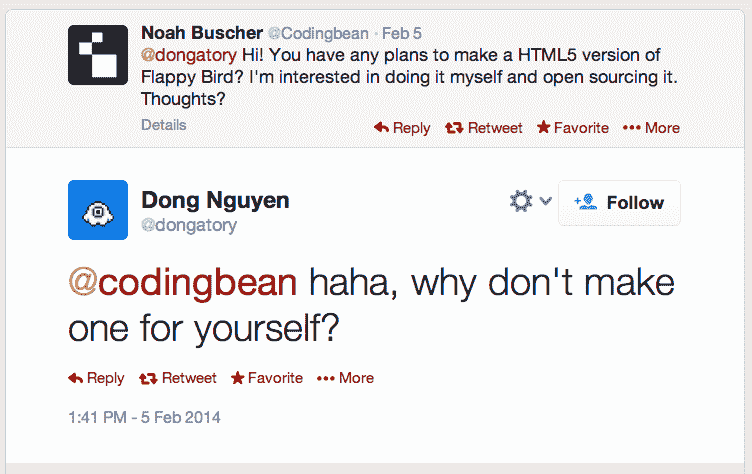 Noah Buscher @Codingbean · Feb 5
@dongatory Hi! You have any plans to make a HTML5 version of
Flappy Bird? I'm interested in doing it myself and open sourcing it.
Thoughts?
Details Reply Retweet Favorite More
Dong Nguyen
@dongatory
Follow
@codingbean haha, why don't make
one for yourself?
Reply Retweet Favorite More
1:41 PM - 5 Feb 2014